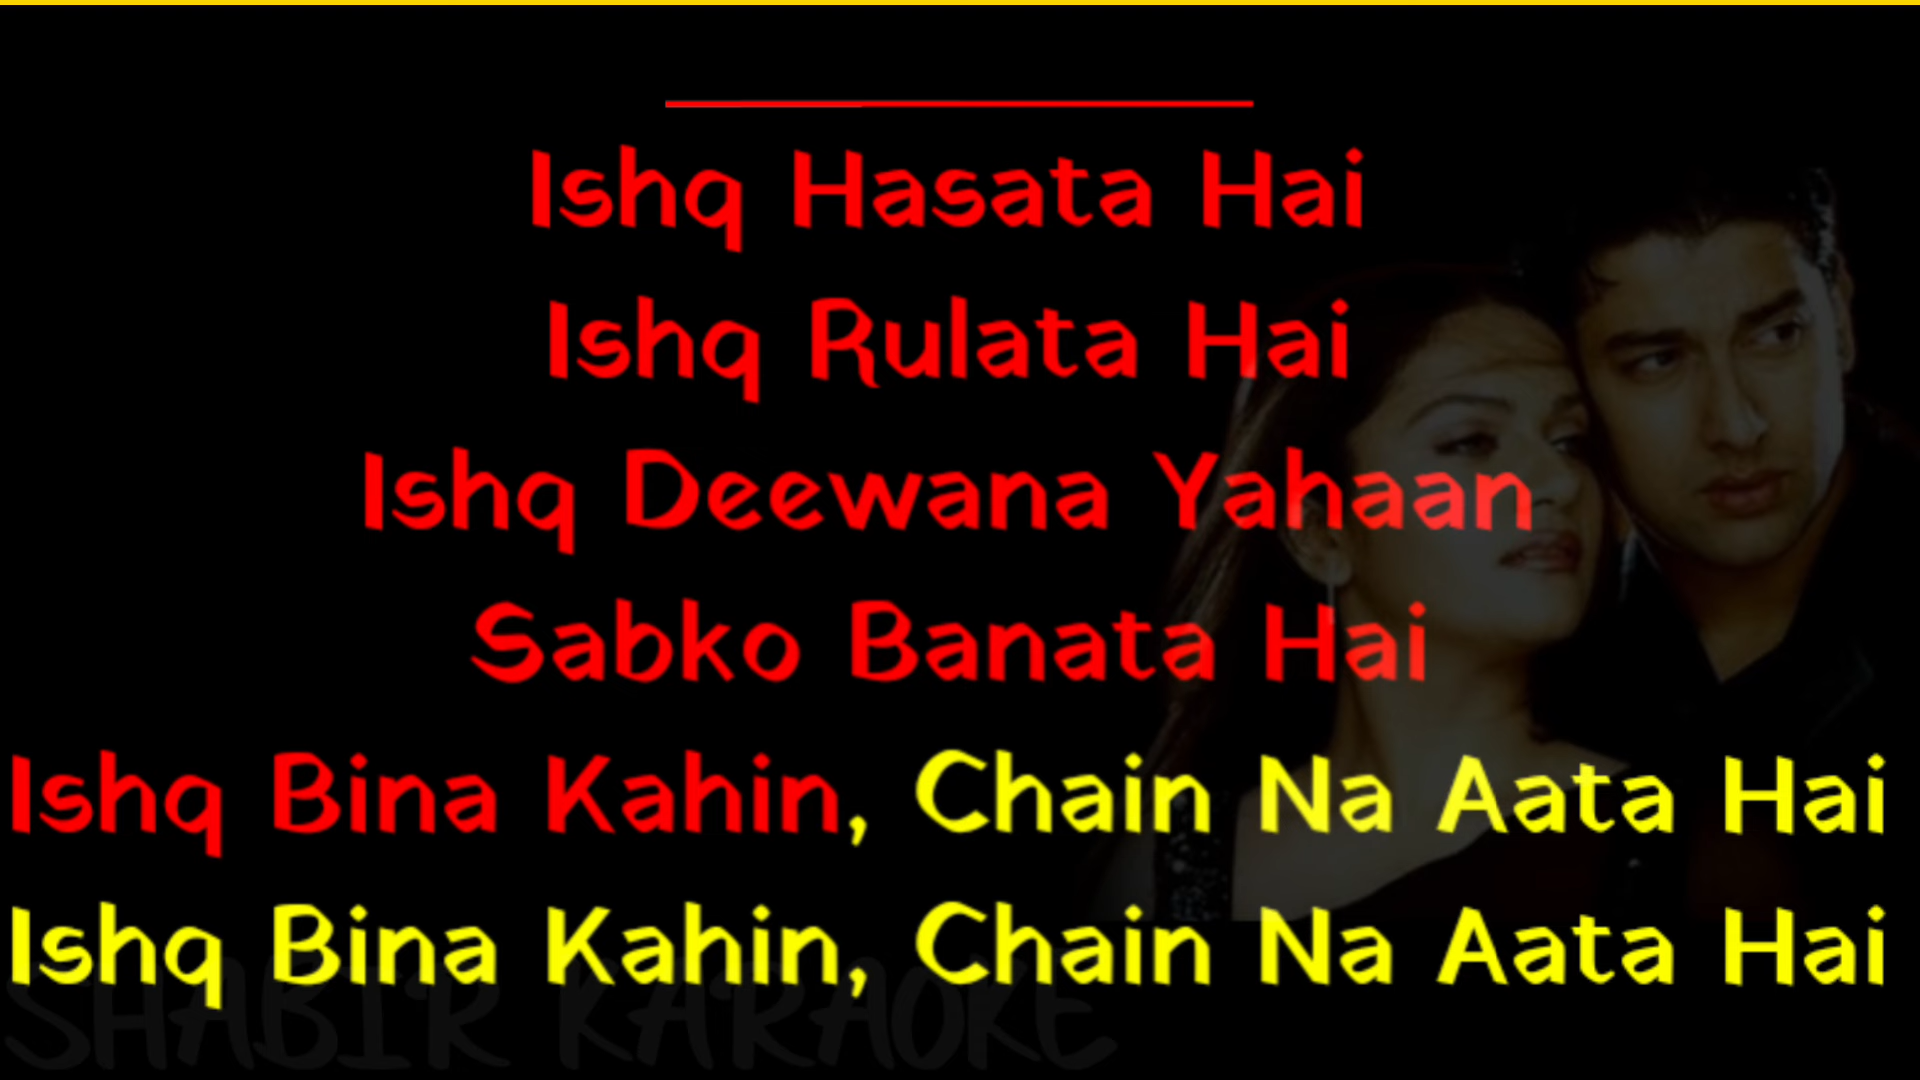 Ishq Hasata Hai
Ishq Rulata Hai
Ishq Deewana Yahaan
Sabko Banata Hai
Ishq Bina Kahin, Chain Na Aata Hai
Ishq Bina Kahin, Chain Na Aata Hai
SHABIR KARAOKE